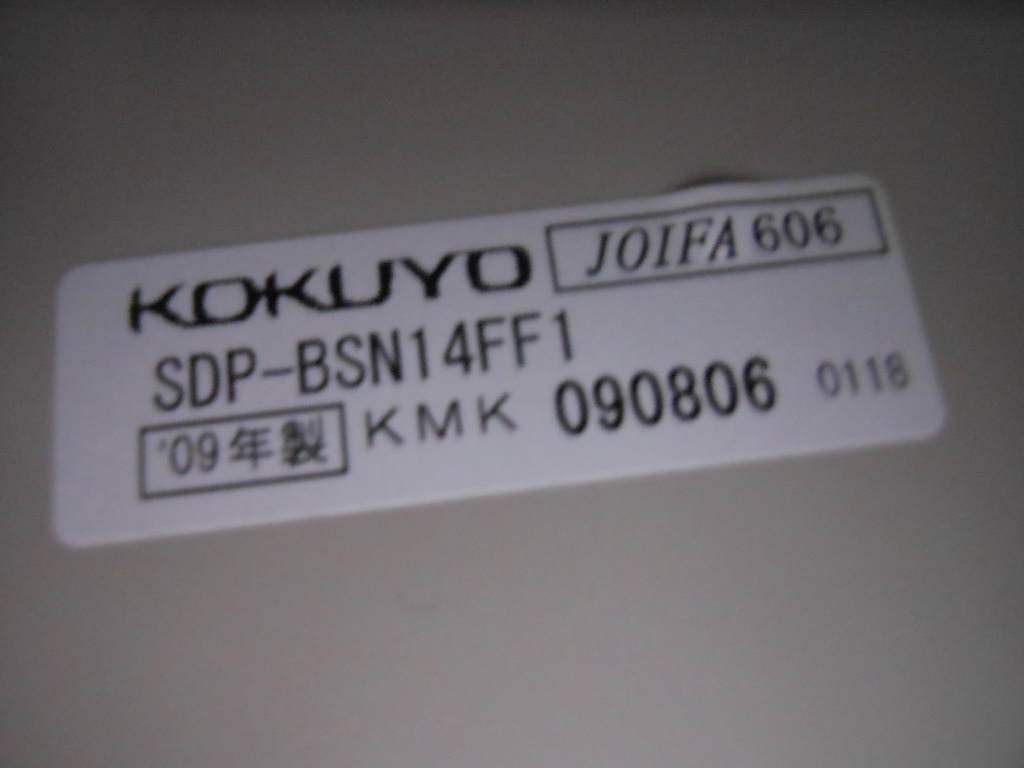 KOKUYO JOIFA 606
SDP-BSN14FF1
'09年製 KMK 090806 0118